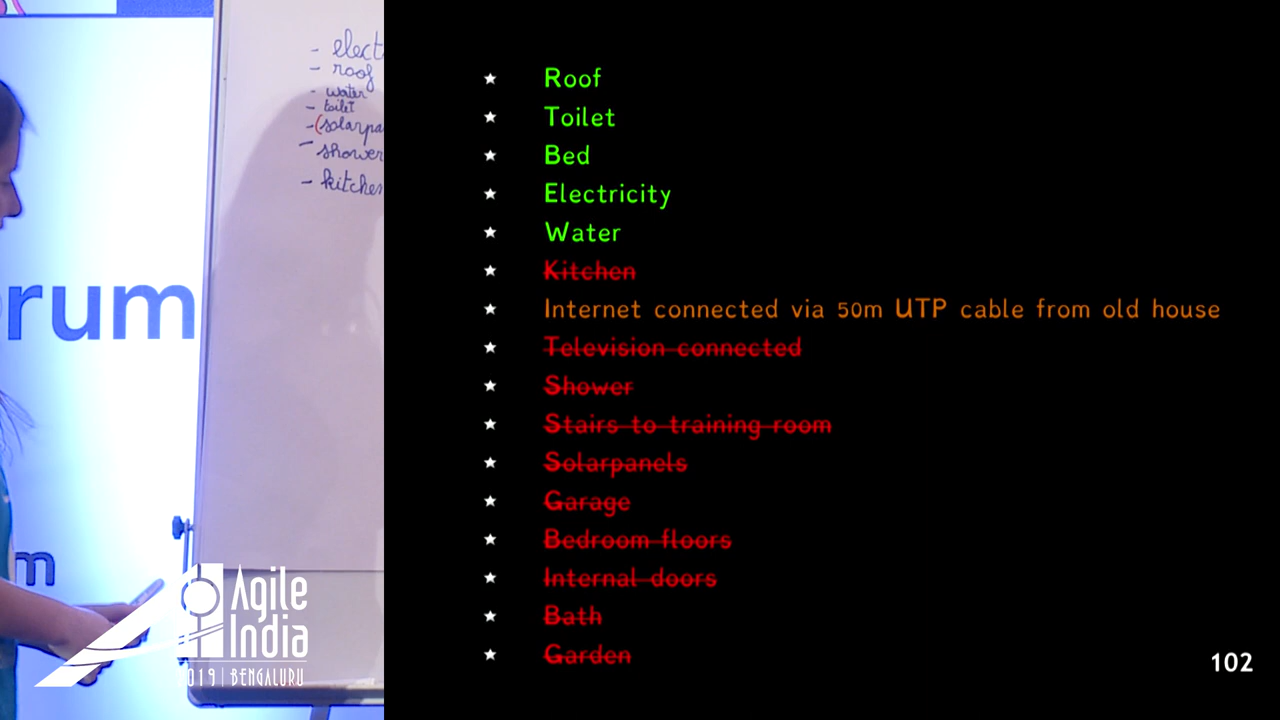 - elect
- roof
- water
- toilet
- (solarpa
- shower
- kitchen
rum
m
Agile
India
2019 | BENGALURU
Roof
Toilet
Bed
Electricity
Water
Kitchen
Internet connected via 50m UTP cable from old house
Television connected
Shower
Stairs to training room
Solarpanels
Garage
Bedroom floors
Internal doors
Bath
Garden
102